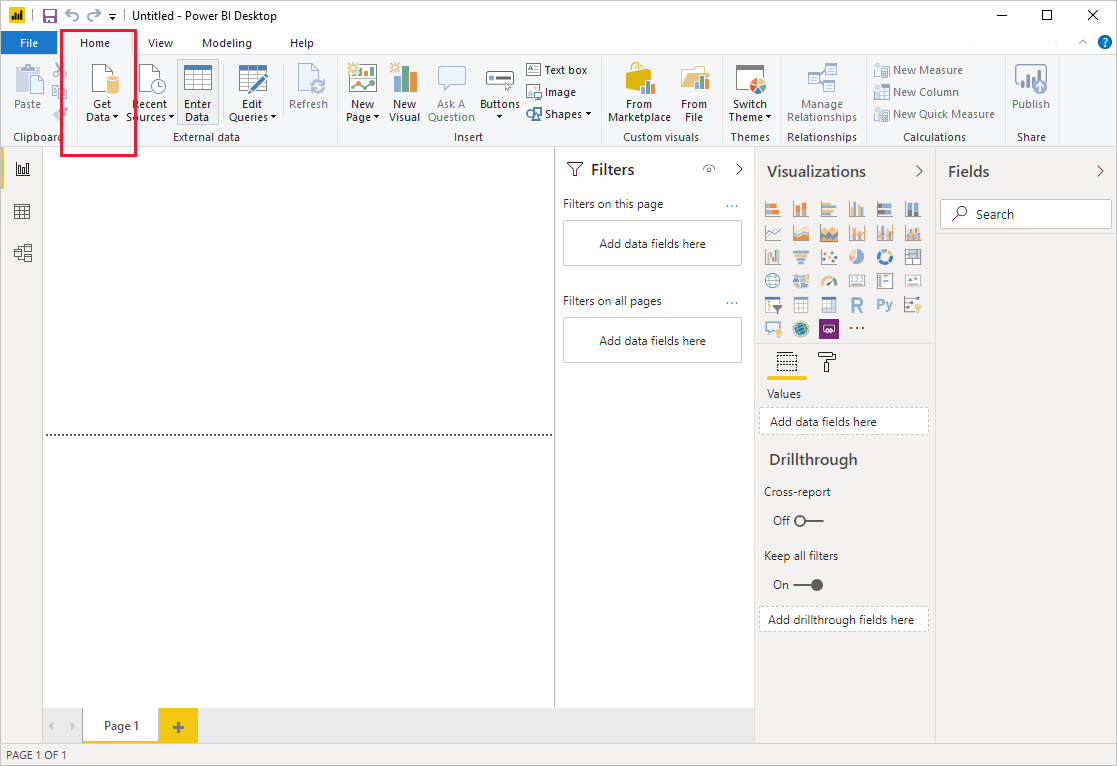 Untitled - Power BI Desktop
File Home View Modeling Help
Paste
Get Data
Recent Sources
Enter Data
Edit Queries
Refresh
New Page
New Visual
Ask A Question
Buttons
Text box
Image
Shapes
From Marketplace
From File
Switch Theme
Manage Relationships
New Measure
New Column
New Quick Measure
Publish
Clipboard External data Insert Custom visuals Themes Relationships Calculations Share
Filters
Filters on this page ...
Add data fields here
Filters on all pages ...
Add data fields here
Visualizations
123
R Py
...
Values
Add data fields here
Drillthrough
Cross-report
Off
Keep all filters
On
Add drillthrough fields here
Fields
Search
Page 1 +
PAGE 1 OF 1